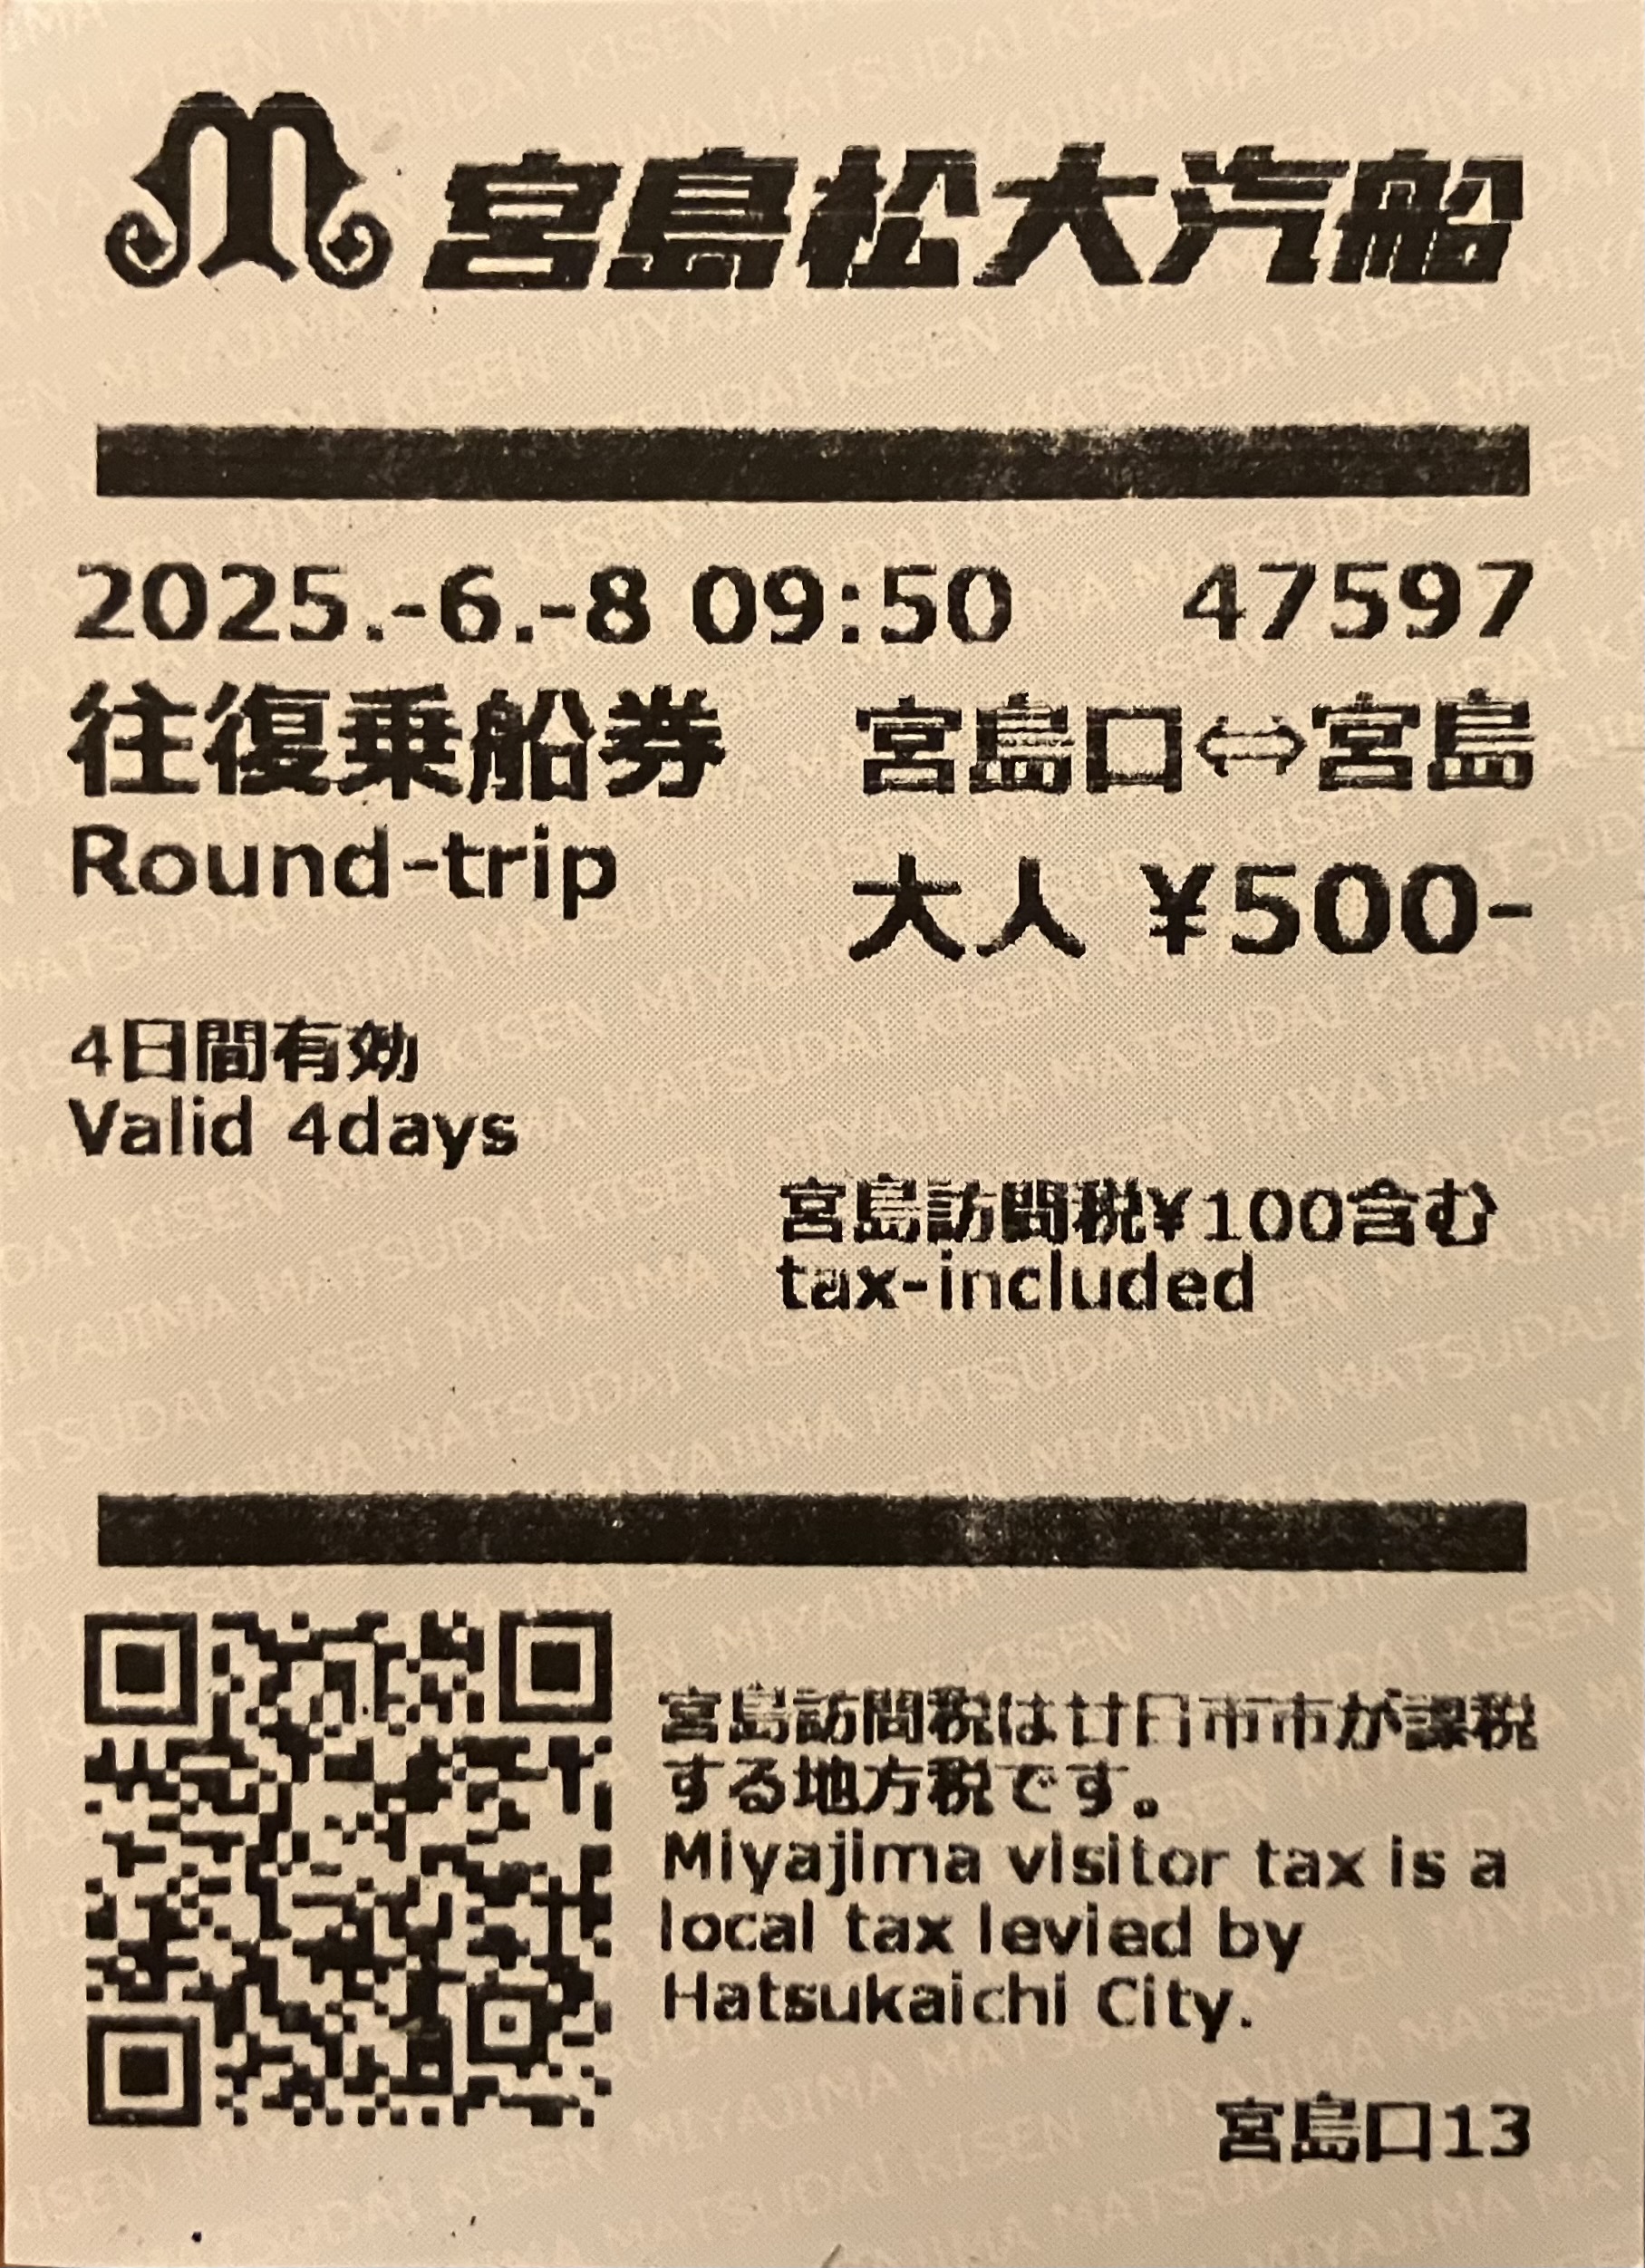 宮島松大汽船
2025.-6.-8 09:50 47597
往復乗船券 宮島口⇔宮島
Round-trip
大人 ¥500-
4日間有効
Valid 4days
宮島訪問税¥100含む
tax-included
宮島訪問税は廿日市市が課税
する地方税です。
Miyajima visitor tax is a
local tax levied by
Hatsukaichi City.
宮島口13
MIYAJIMA MATSUDAI KISEN